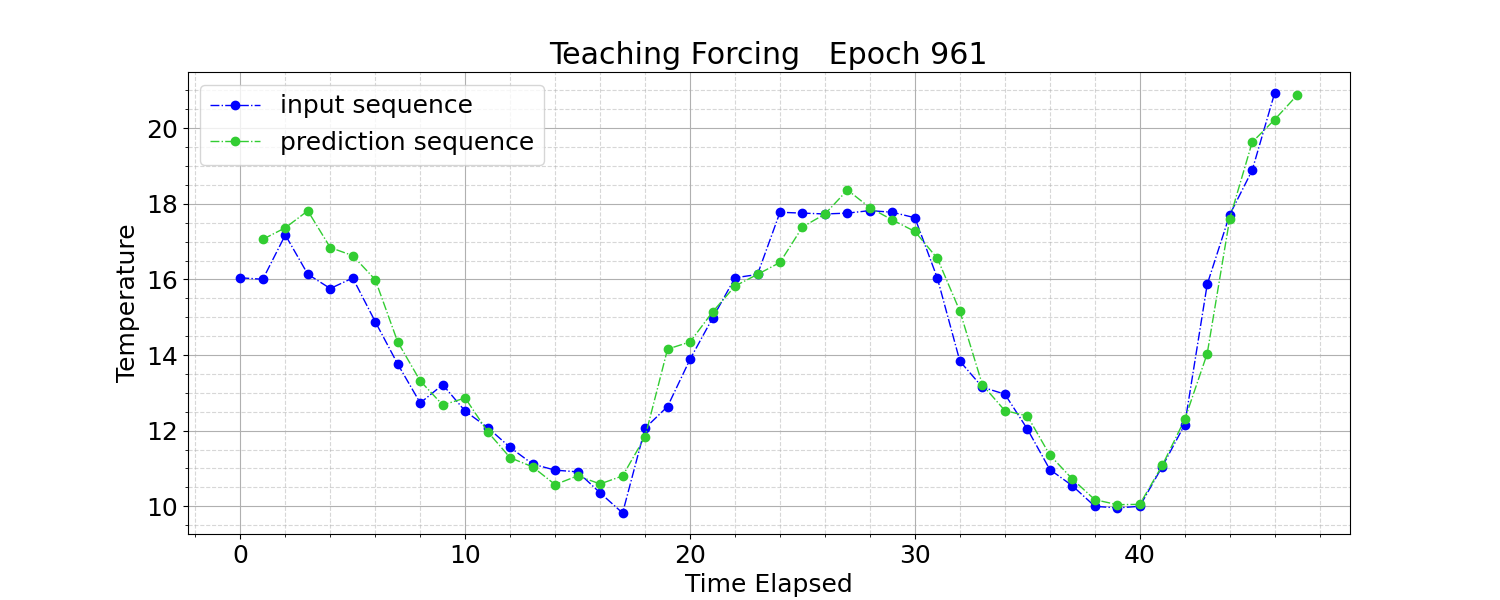 Teaching Forcing   Epoch 961
input sequence
prediction sequence
Temperature
20
18
16
14
12
10
0 10 20 30 40
Time Elapsed